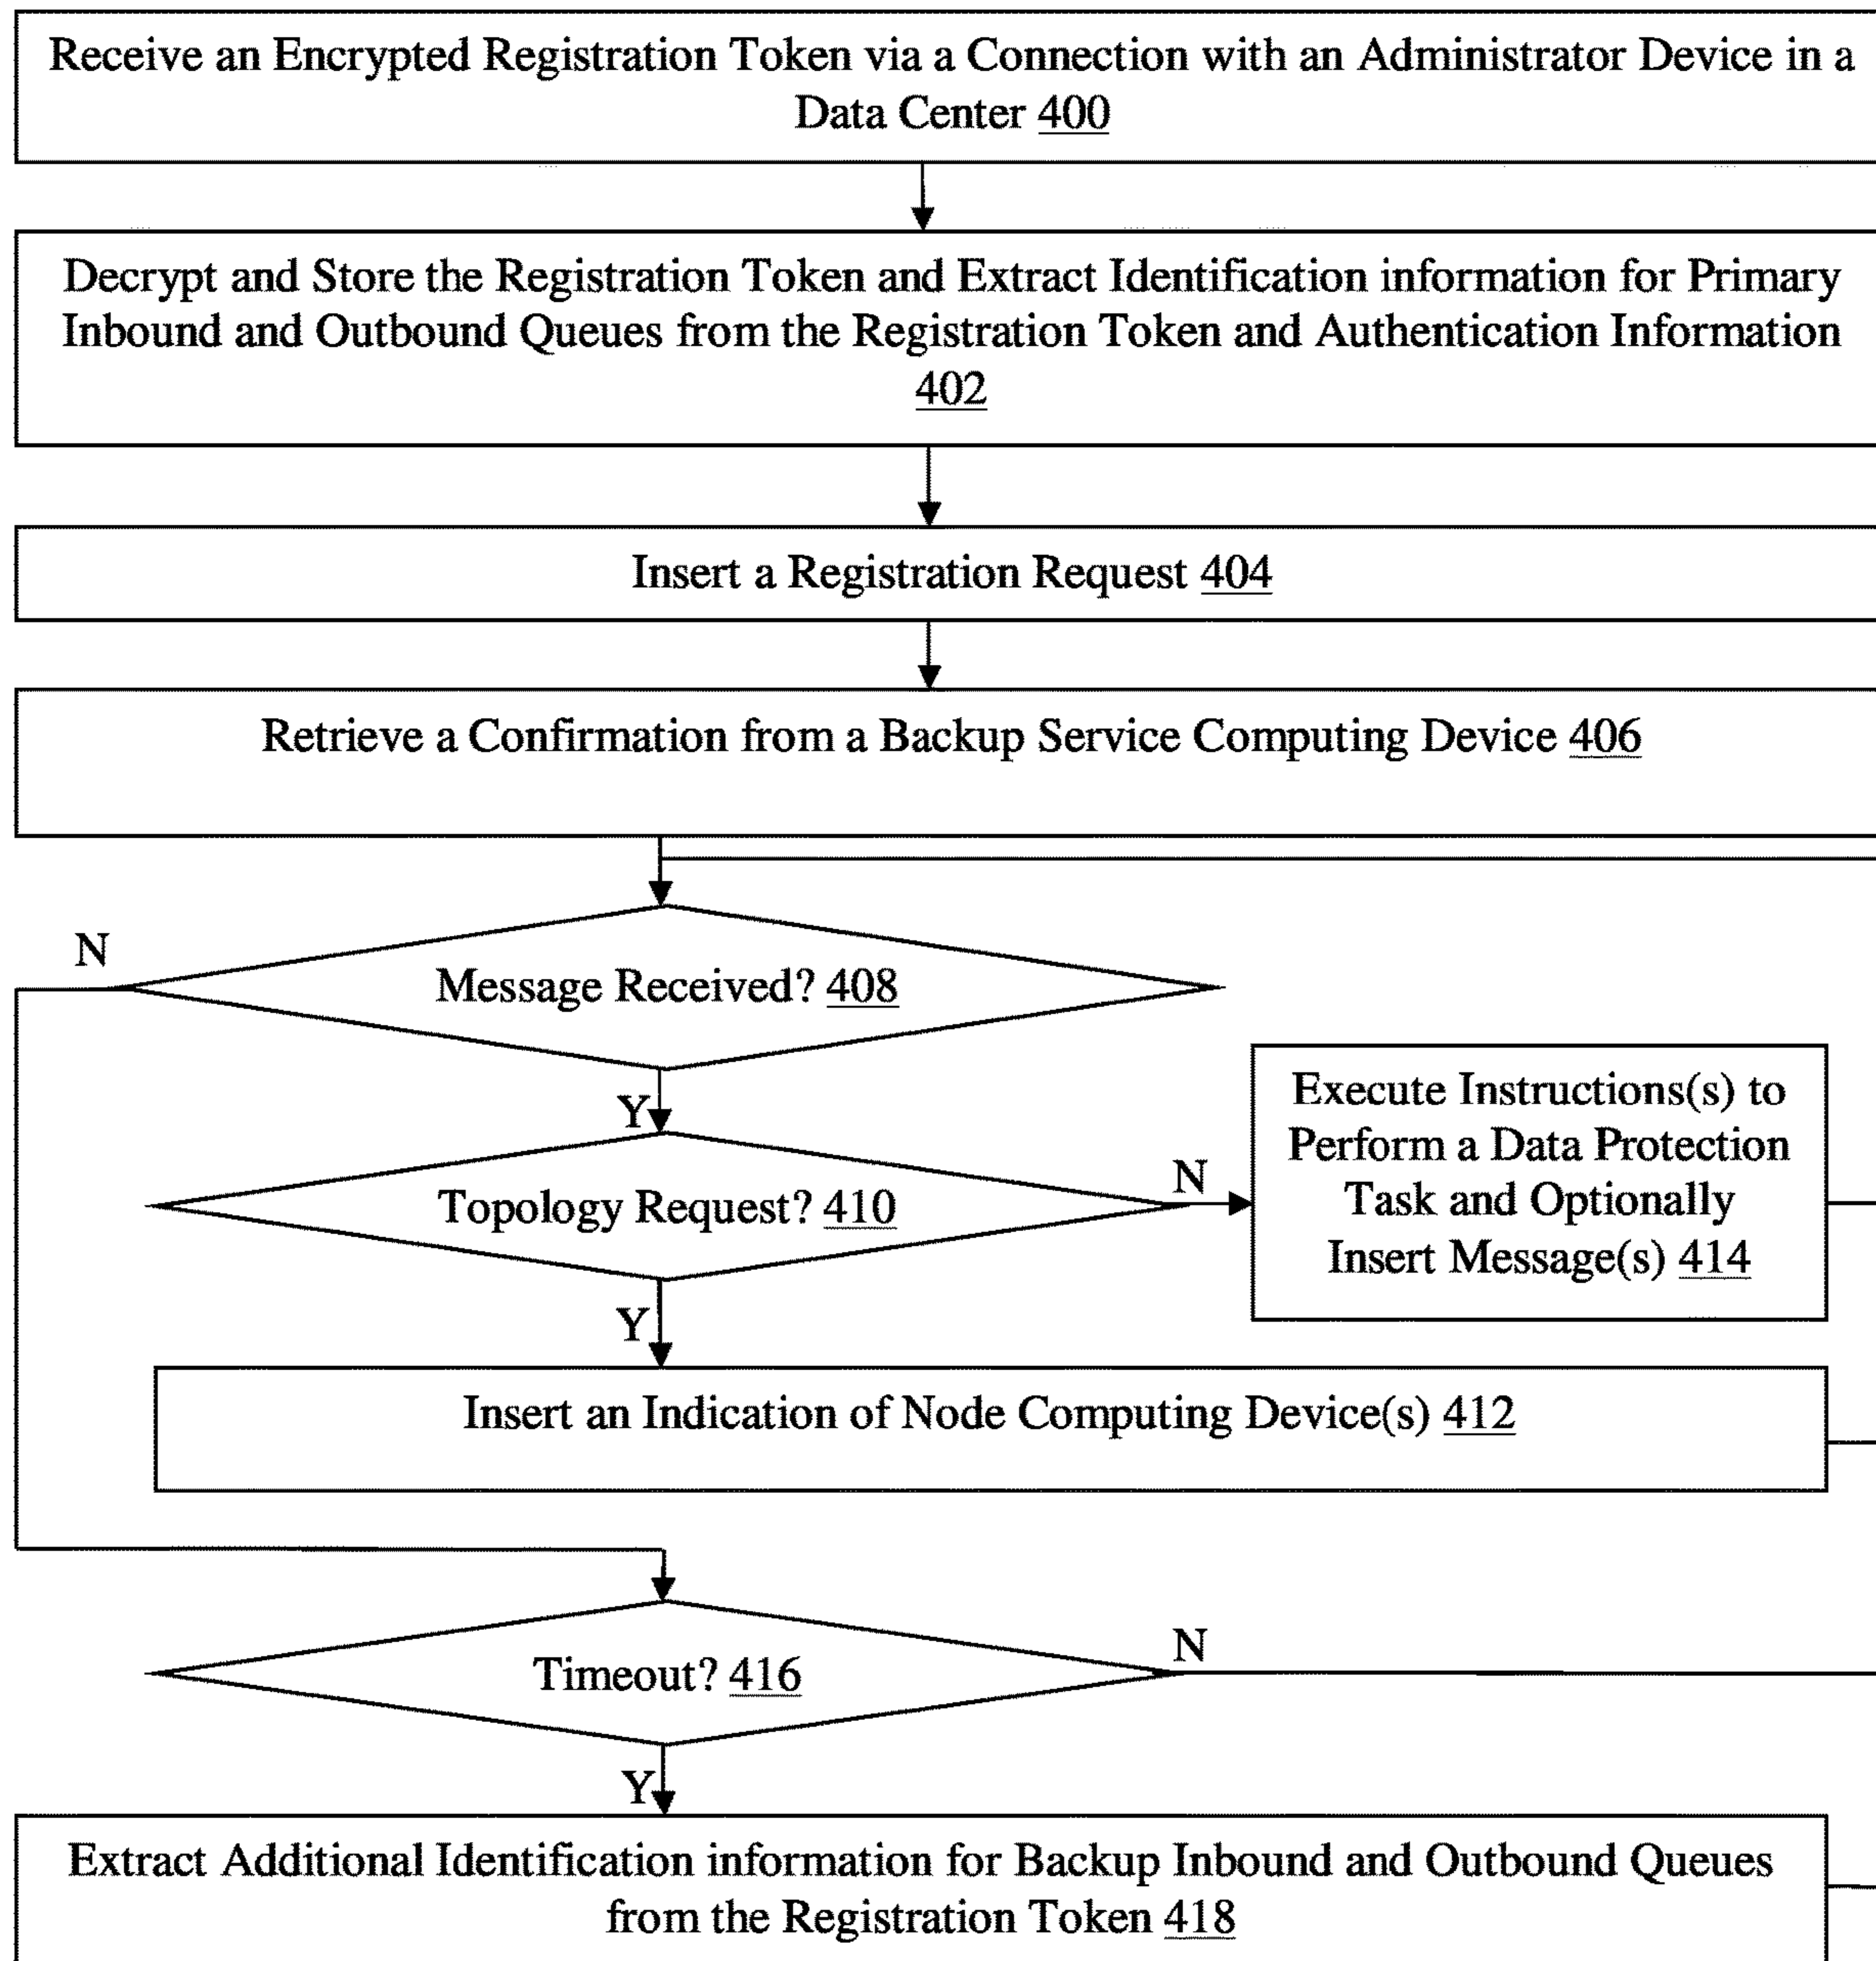 Receive an Encrypted Registration Token via a Connection with an Administrator Device in a
Data Center 400
Decrypt and Store the Registration Token and Extract Identification information for Primary
Inbound and Outbound Queues from the Registration Token and Authentication Information
402
Insert a Registration Request 404
Retrieve a Confirmation from a Backup Service Computing Device 406
N
Message Received? 408
Y
Execute Instructions(s) to
Perform a Data Protection
Task and Optionally
Insert Message(s) 414
Topology Request? 410
N
Y
Insert an Indication of Node Computing Device(s) 412
Timeout? 416
N
Y
Extract Additional Identification information for Backup Inbound and Outbound Queues
from the Registration Token 418